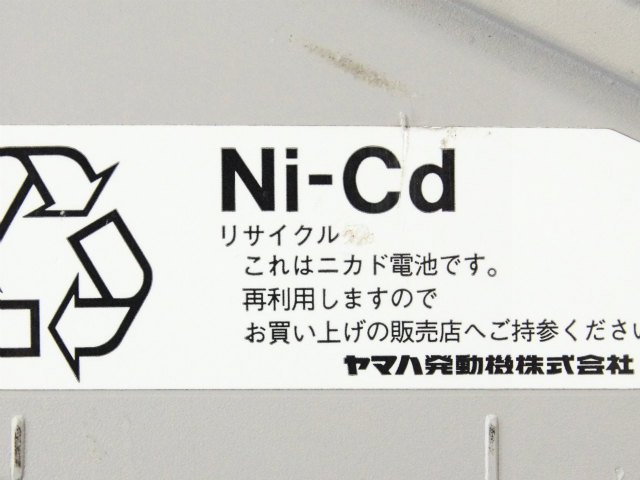 Ni-Cd
リサイクル
これはニカド電池です。
再利用しますので
お買い上げの販売店へご持参ください
ヤマハ発動機株式会社